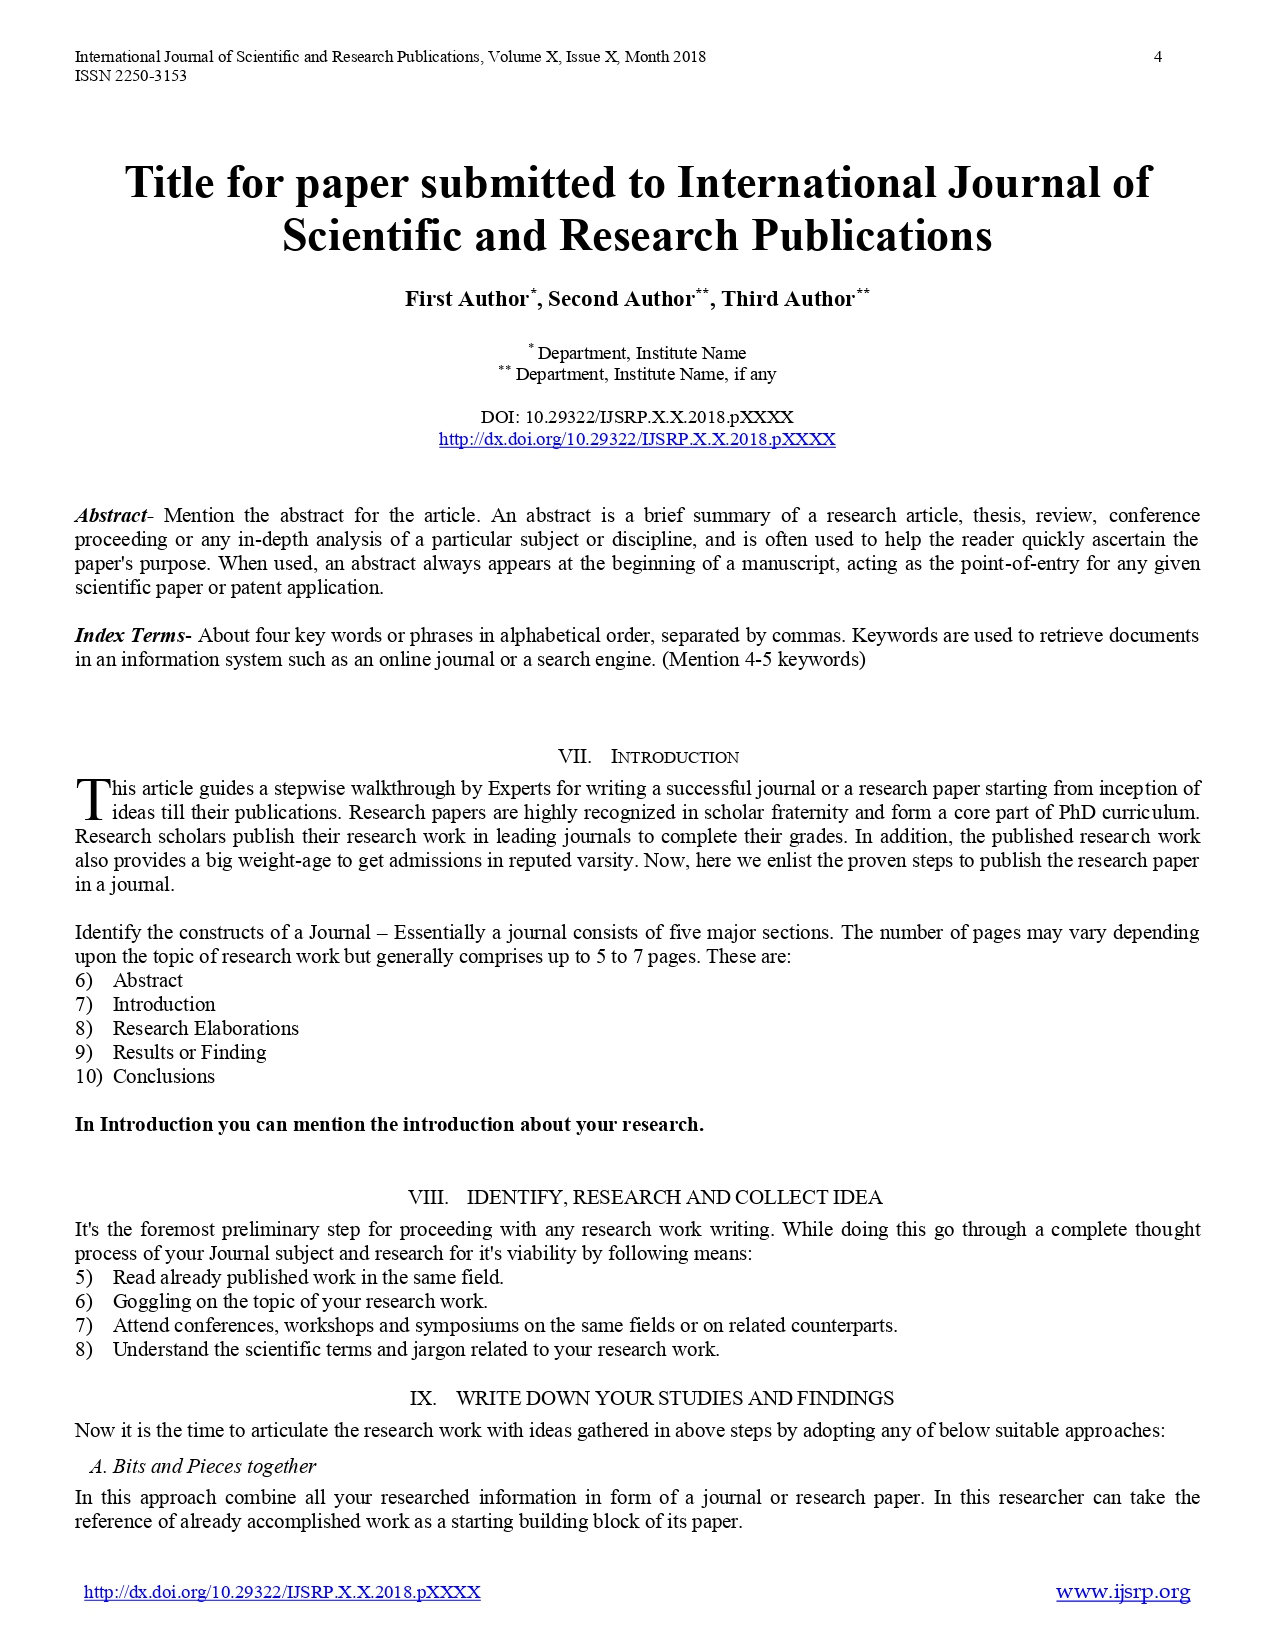 International Journal of Scientific and Research Publications, Volume X, Issue X, Month 2018 4
ISSN 2250-3153
Title for paper submitted to International Journal of
Scientific and Research Publications
First Author*, Second Author**, Third Author**
* Department, Institute Name
** Department, Institute Name, if any
DOI: 10.29322/IJSRP.X.X.2018.pXXXX
http://dx.doi.org/10.29322/IJSRP.X.X.2018.pXXXX
Abstract- Mention the abstract for the article. An abstract is a brief summary of a research article, thesis, review, conference
proceeding or any in-depth analysis of a particular subject or discipline, and is often used to help the reader quickly ascertain the
paper's purpose. When used, an abstract always appears at the beginning of a manuscript, acting as the point-of-entry for any given
scientific paper or patent application.
Index Terms- About four key words or phrases in alphabetical order, separated by commas. Keywords are used to retrieve documents
in an information system such as an online journal or a search engine. (Mention 4-5 keywords)
VII. INTRODUCTION
This article guides a stepwise walkthrough by Experts for writing a successful journal or a research paper starting from inception of
ideas till their publications. Research papers are highly recognized in scholar fraternity and form a core part of PhD curriculum.
Research scholars publish their research work in leading journals to complete their grades. In addition, the published research work
also provides a big weight-age to get admissions in reputed varsity. Now, here we enlist the proven steps to publish the research paper
in a journal.
Identify the constructs of a Journal – Essentially a journal consists of five major sections. The number of pages may vary depending
upon the topic of research work but generally comprises up to 5 to 7 pages. These are:
6) Abstract
7) Introduction
8) Research Elaborations
9) Results or Finding
10) Conclusions
In Introduction you can mention the introduction about your research.
VIII. IDENTIFY, RESEARCH AND COLLECT IDEA
It's the foremost preliminary step for proceeding with any research work writing. While doing this go through a complete thought
process of your Journal subject and research for it's viability by following means:
5) Read already published work in the same field.
6) Goggling on the topic of your research work.
7) Attend conferences, workshops and symposiums on the same fields or on related counterparts.
8) Understand the scientific terms and jargon related to your research work.
IX. WRITE DOWN YOUR STUDIES AND FINDINGS
Now it is the time to articulate the research work with ideas gathered in above steps by adopting any of below suitable approaches:
A. Bits and Pieces together
In this approach combine all your researched information in form of a journal or research paper. In this researcher can take the
reference of already accomplished work as a starting building block of its paper.
http://dx.doi.org/10.29322/IJSRP.X.X.2018.pXXXX www.ijsrp.org